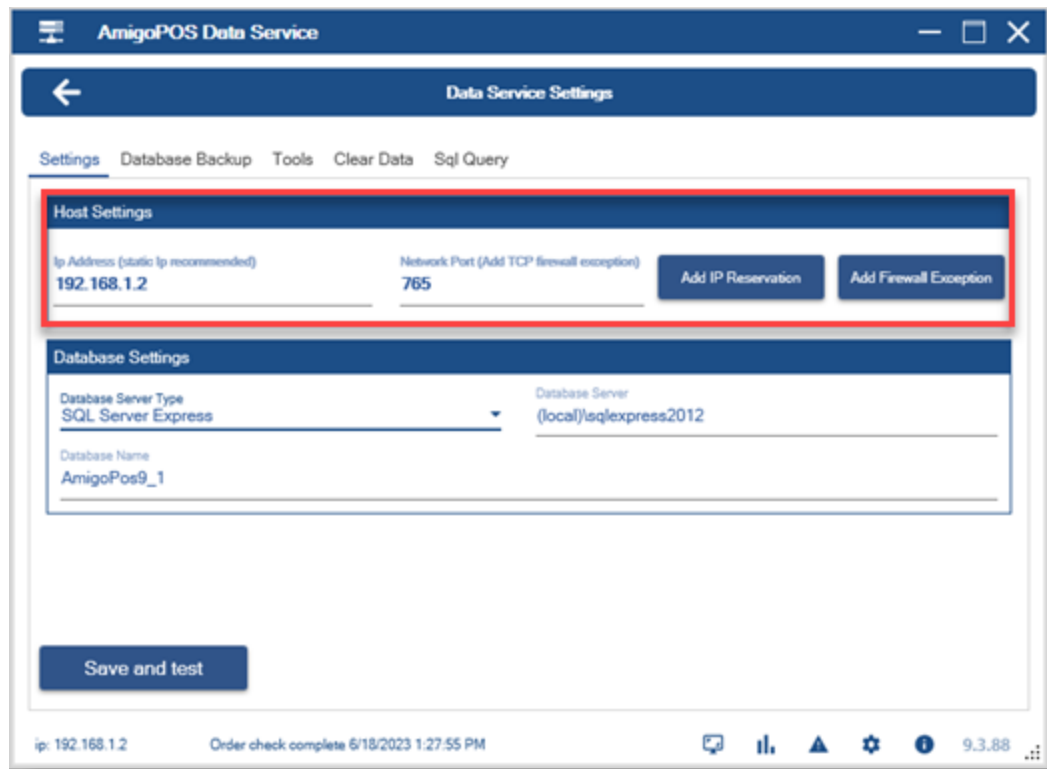 AmigoPOS Data Service
Data Service Settings
Settings Database Backup Tools Clear Data Sql Query
Host Settings
Ip Address (static Ip recommended) Network Port (Add TCP firewall exception)
192.168.1.2 765 Add IP Reservation Add Firewall Exception
Database Settings
Database Server Type Database Server
SQL Server Express (local)\sqlexpress2012
Database Name
AmigoPos9_1
Save and test
ip: 192.168.1.2 Order check complete 6/18/2023 1:27:55 PM 9.3.88